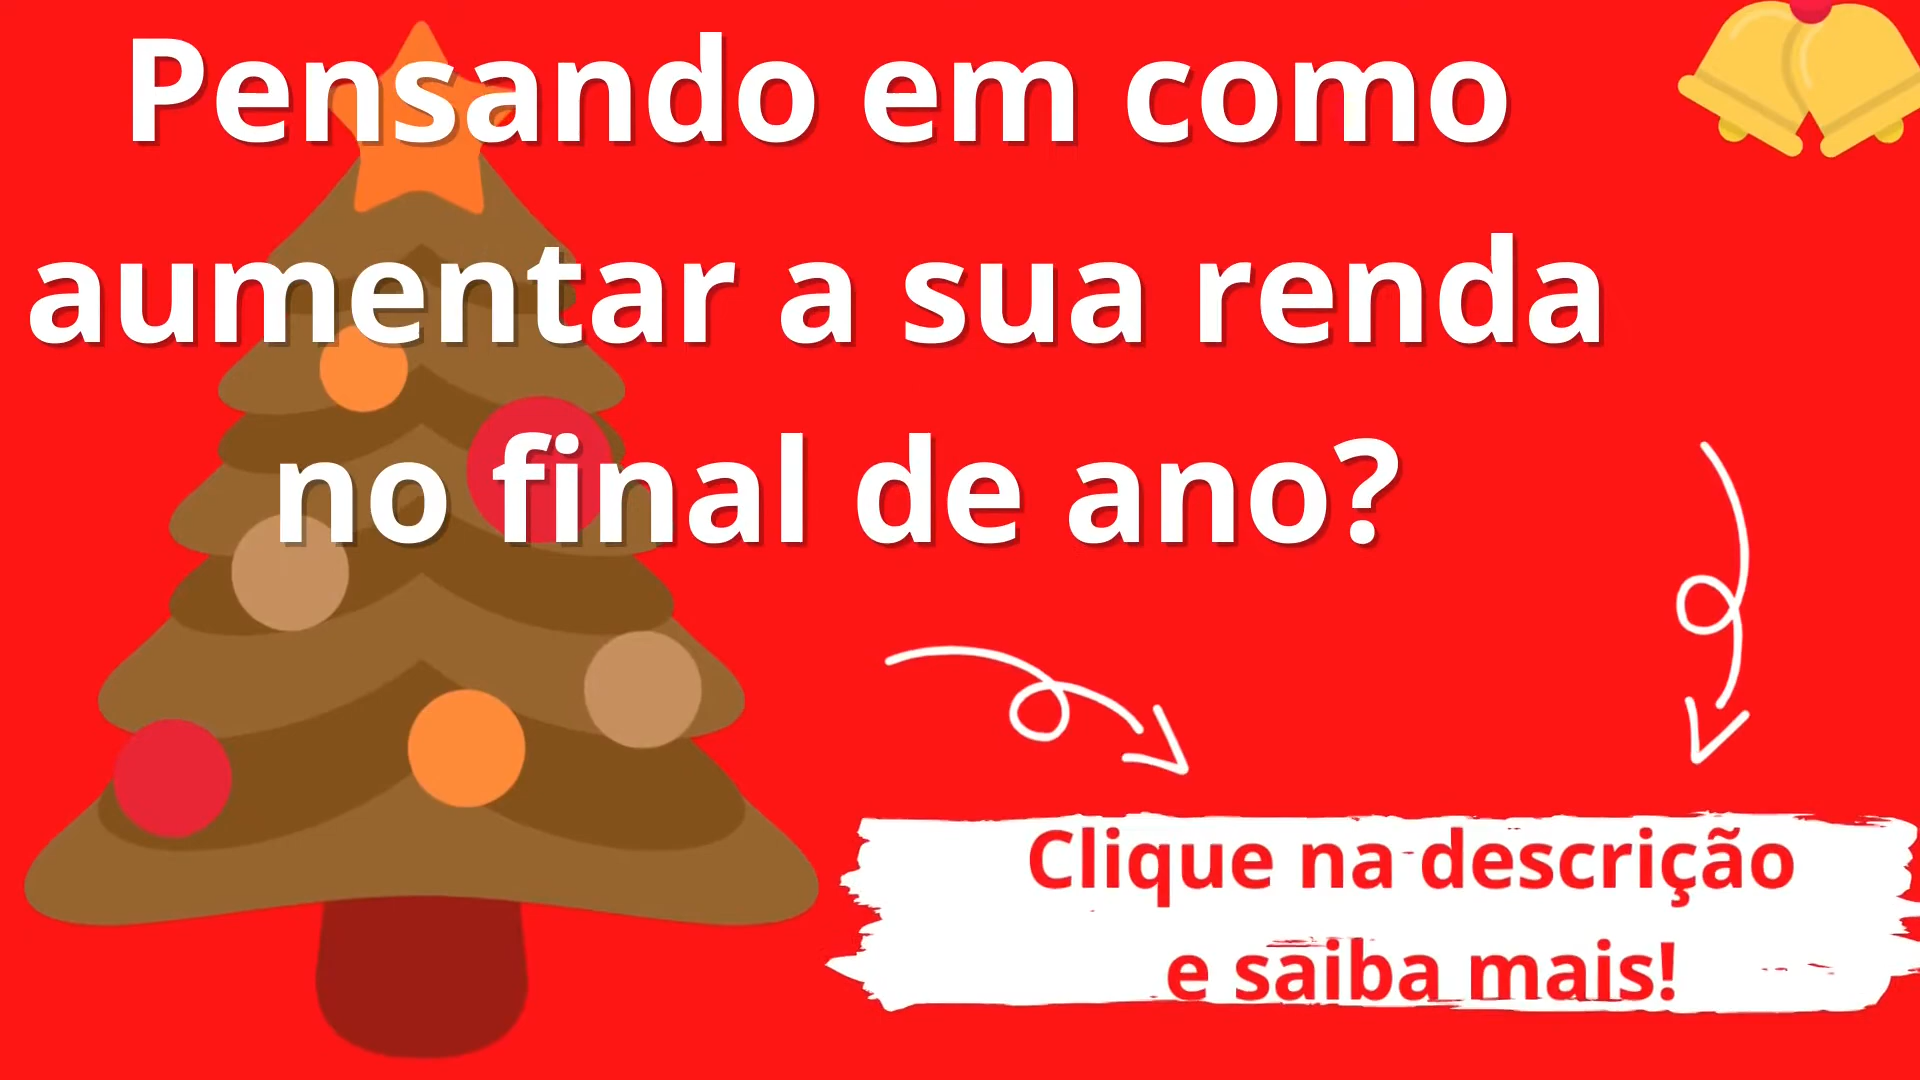 Pensando em como
aumentar a sua renda
no final de ano?
Clique na descrição
e saiba mais!